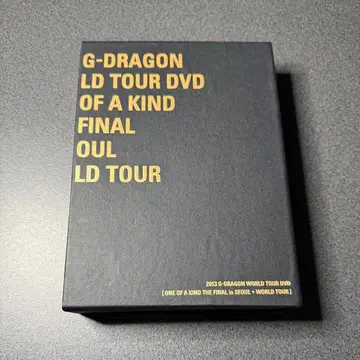 G-DRAGON
LD TOUR DVD
OF A KIND
FINAL
OUL
LD TOUR
2013 G-DRAGON WORLD TOUR DVD
[ ONE OF A KIND THE FINAL in SEOUL + WORLD TOUR ]